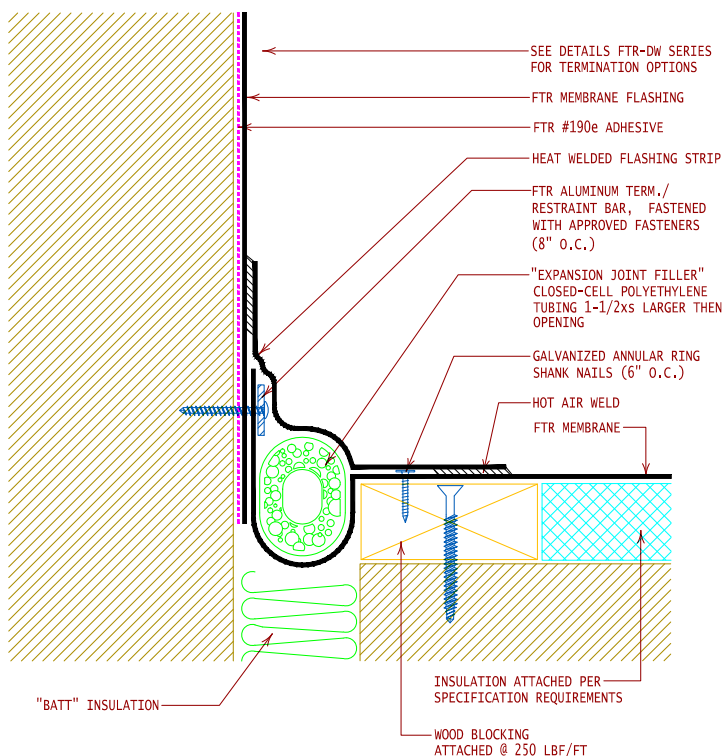 SEE DETAILS FTR-DW SERIES
FOR TERMINATION OPTIONS
FTR MEMBRANE FLASHING
FTR #190e ADHESIVE
HEAT WELDED FLASHING STRIP
FTR ALUMINUM TERM./
RESTRAINT BAR, FASTENED
WITH APPROVED FASTENERS
(8" O.C.)
"EXPANSION JOINT FILLER"
CLOSED-CELL POLYETHYLENE
TUBING 1-1/2xs LARGER THEN
OPENING
GALVANIZED ANNULAR RING
SHANK NAILS (6" O.C.)
HOT AIR WELD
FTR MEMBRANE
INSULATION ATTACHED PER
SPECIFICATION REQUIREMENTS
"BATT" INSULATION
WOOD BLOCKING
ATTACHED @ 250 LBF/FT